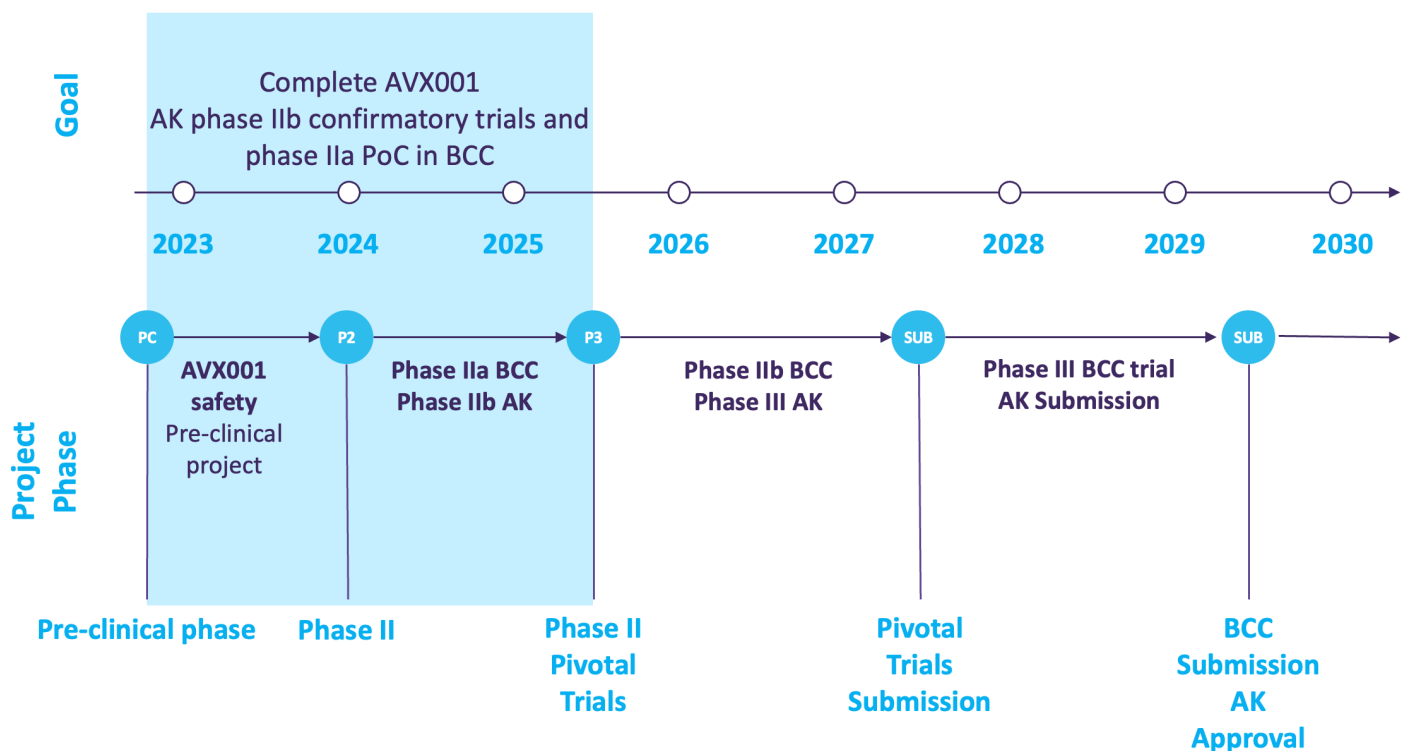 Goal
Complete AVX001
AK phase IIb confirmatory trials and
phase IIa PoC in BCC
2023
2024
2025
2026
2027
2028
2029
2030
PC
P2
P3
SUB
SUB
AVX001
safety
Pre-clinical
project
Phase IIa BCC
Phase IIb AK
Phase IIb BCC
Phase III AK
Phase III BCC trial
AK Submission
Project
Phase
Pre-clinical phase
Phase II
Phase II
Pivotal
Trials
Pivotal
Trials
Submission
BCC
Submission
AK
Approval